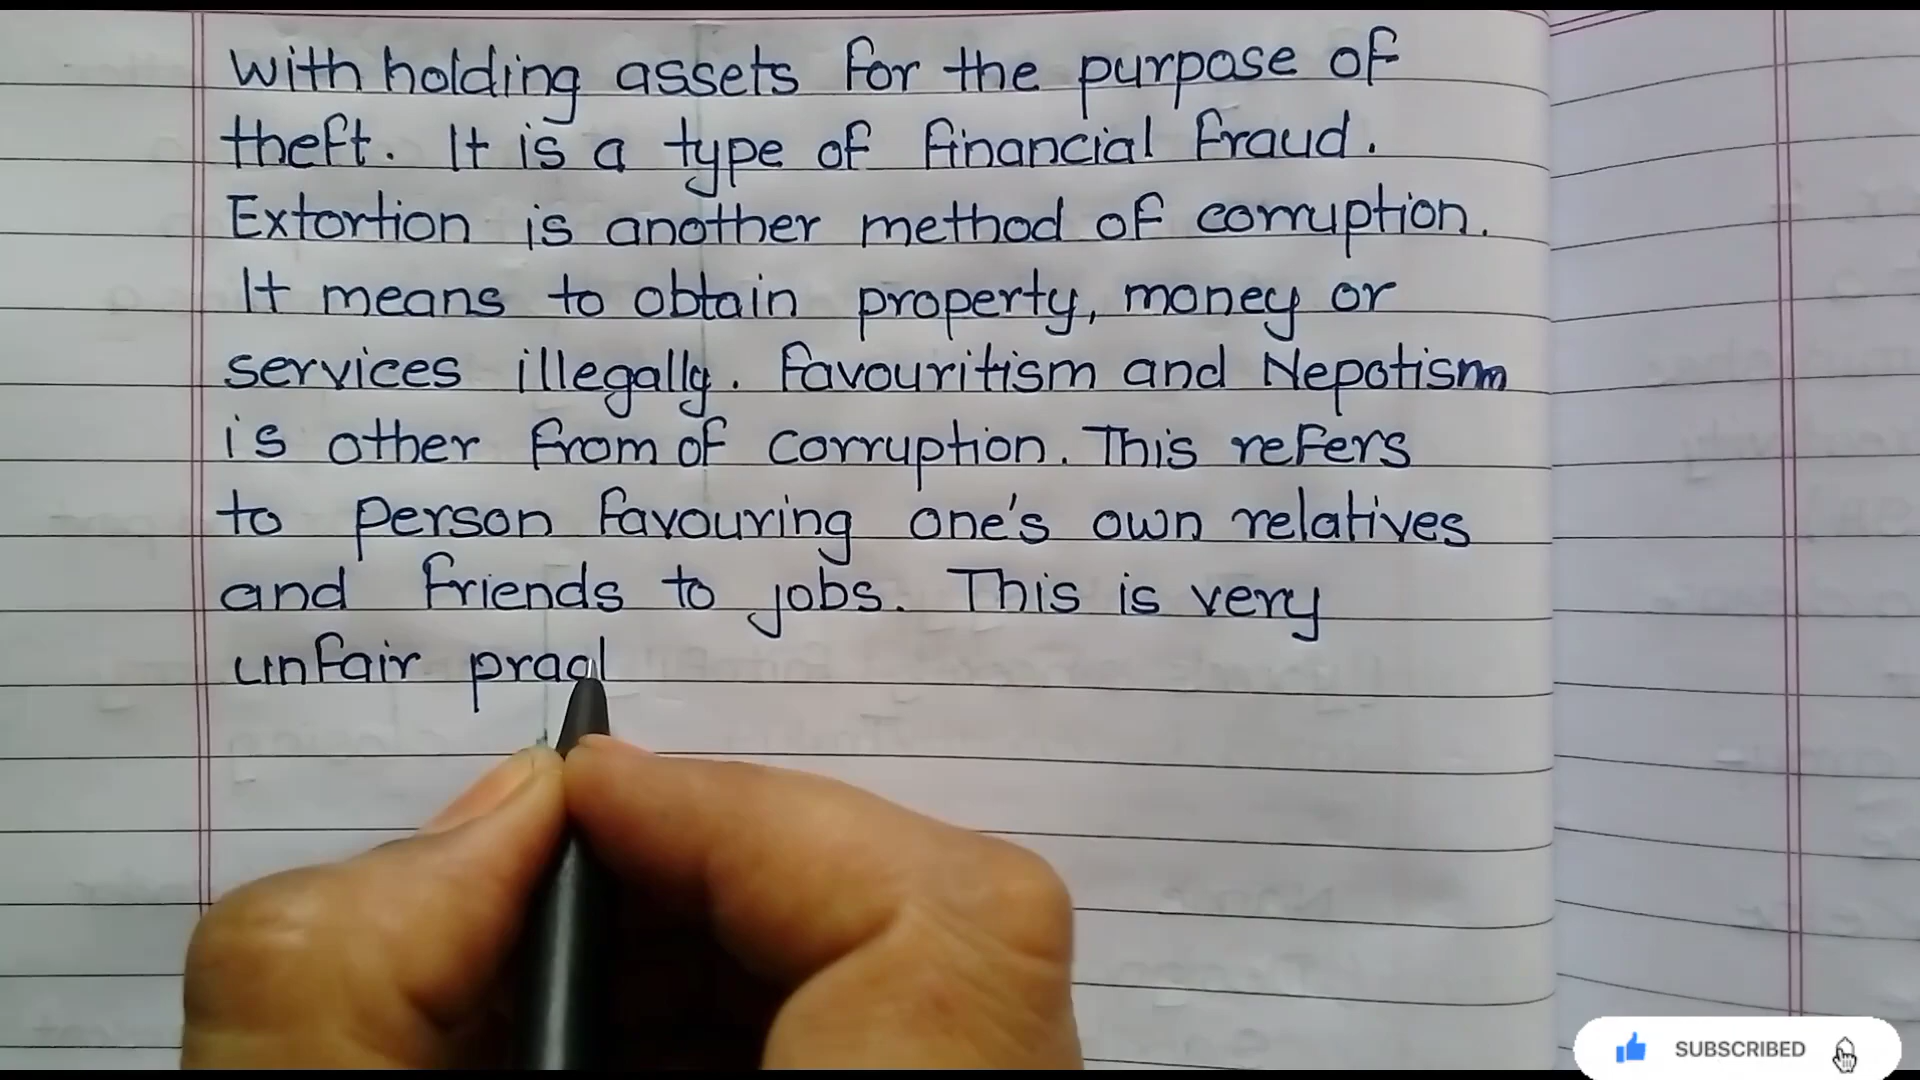 With holding assets for the purpose of
theft. It is a type of financial fraud.
Extortion is another method of corruption.
It means to obtain property, money or
services illegally. Favouritism and Nepotism
is other from of corruption. This refers
to person favouring one's own relatives
and friends to jobs. This is very
unfair
SUBSCRIBED